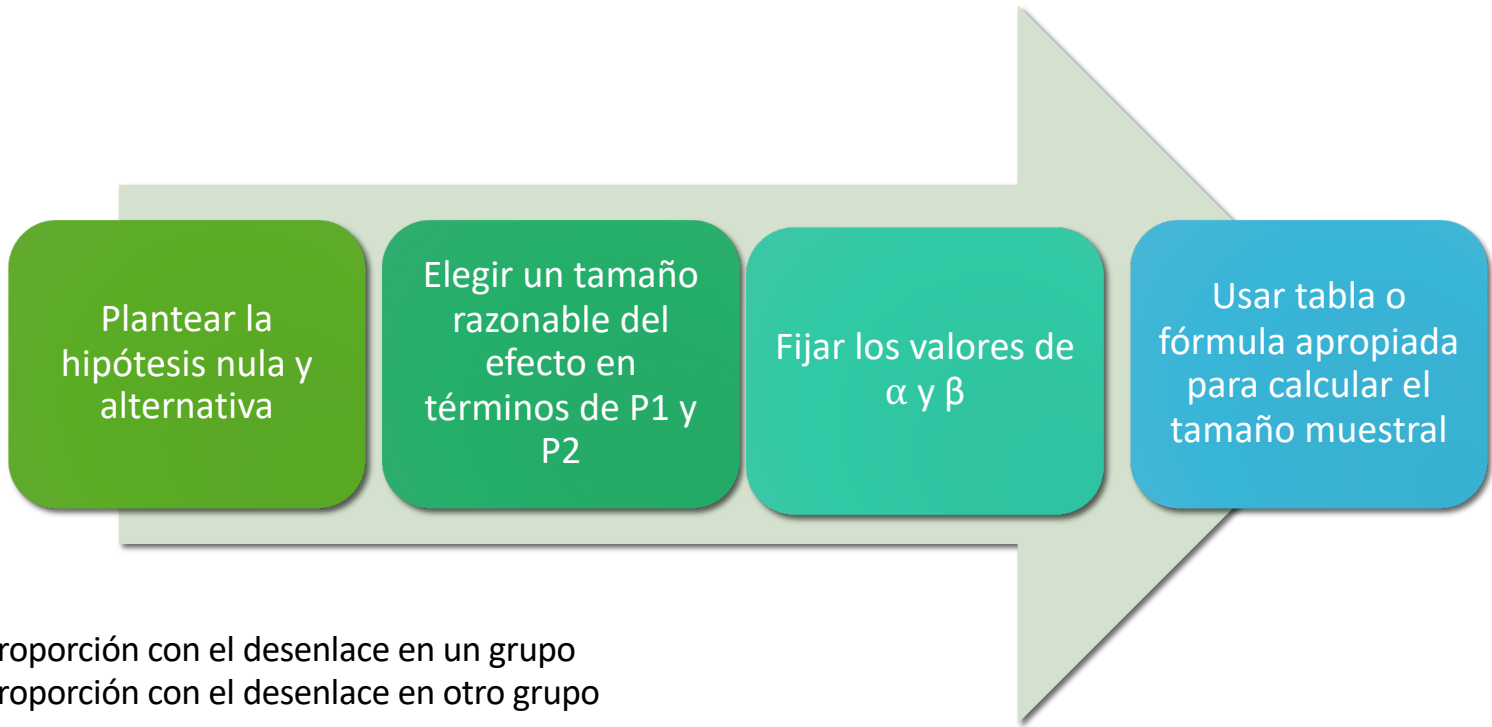 Plantear la
hipótesis nula y
alternativa
Elegir un tamaño
razonable del
efecto en
términos de P1 y
P2
Fijar los valores de
α y β
Usar tabla o
fórmula apropiada
para calcular el
tamaño muestral
roporción con el desenlace en un grupo
roporción con el desenlace en otro grupo